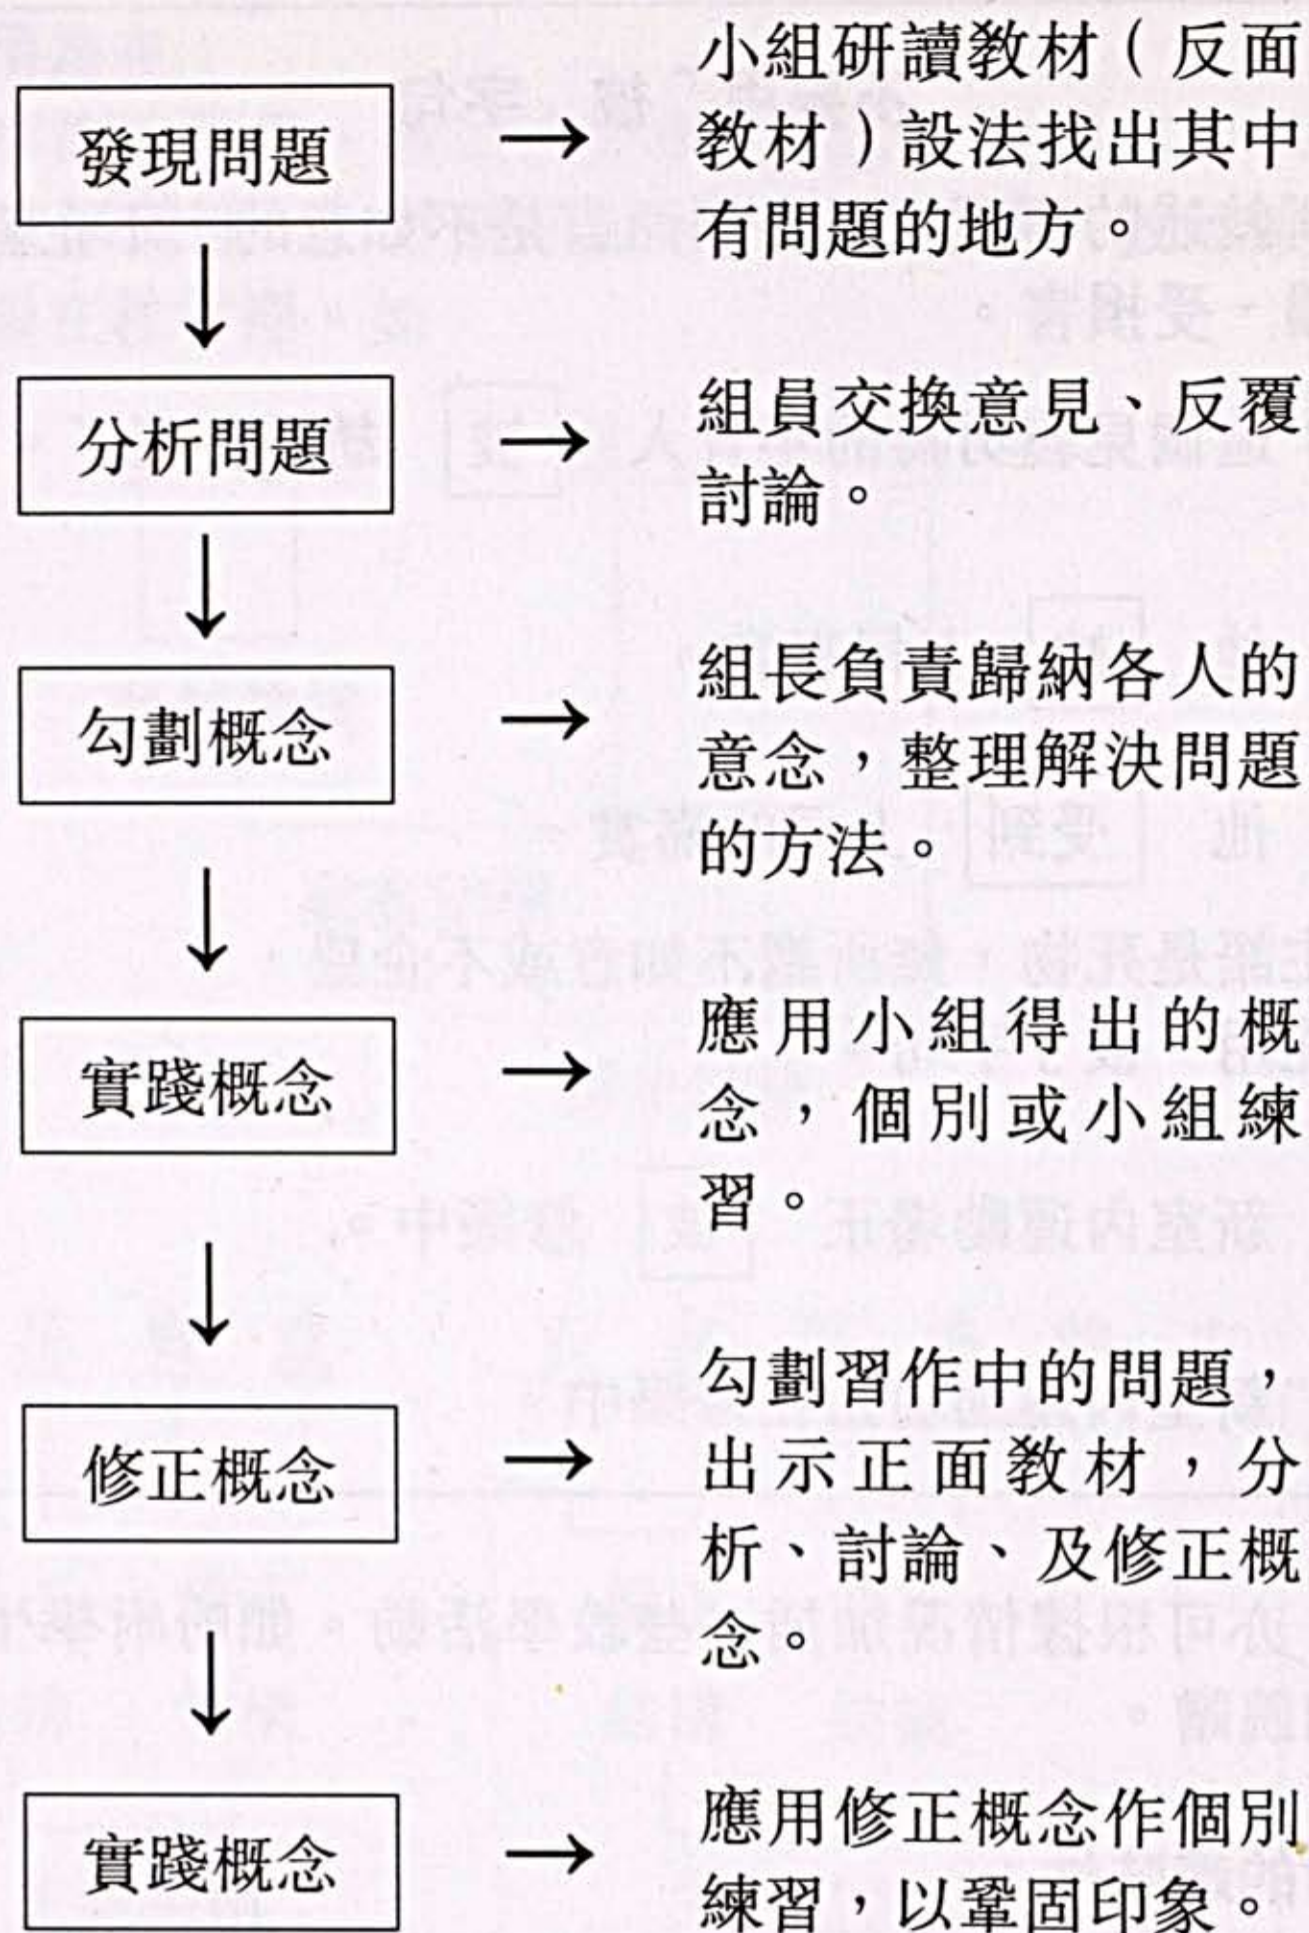 發現問題 → 小組研讀教材(反面
教材)設法找出其中
有問題的地方。
分析問題 → 組員交換意見、反覆
討論。
勾劃概念 → 組長負責歸納各人的
意念,整理解決問題
的方法。
實踐概念 → 應用小組得出的概
念,個別或小組練
習。
修正概念 → 勾劃習作中的問題,
出示正面教材,分
析、討論、及修正概
念。
實踐概念 → 應用修正概念作個別
練習,以鞏固印象。